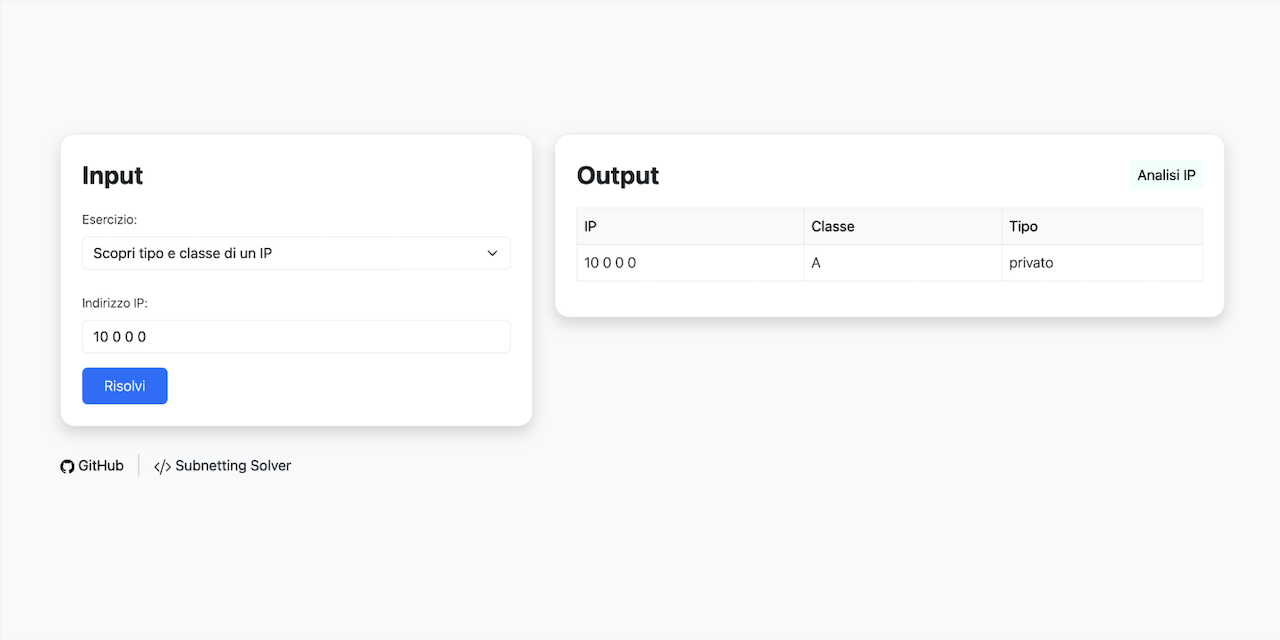 Input
Esercizio:
Scopri tipo e classe di un IP
Indirizzo IP:
10 0 0 0
Risolvi
GitHub
</> Subnetting Solver
Output
Analisi IP
IP Classe Tipo
10 0 0 0 A privato